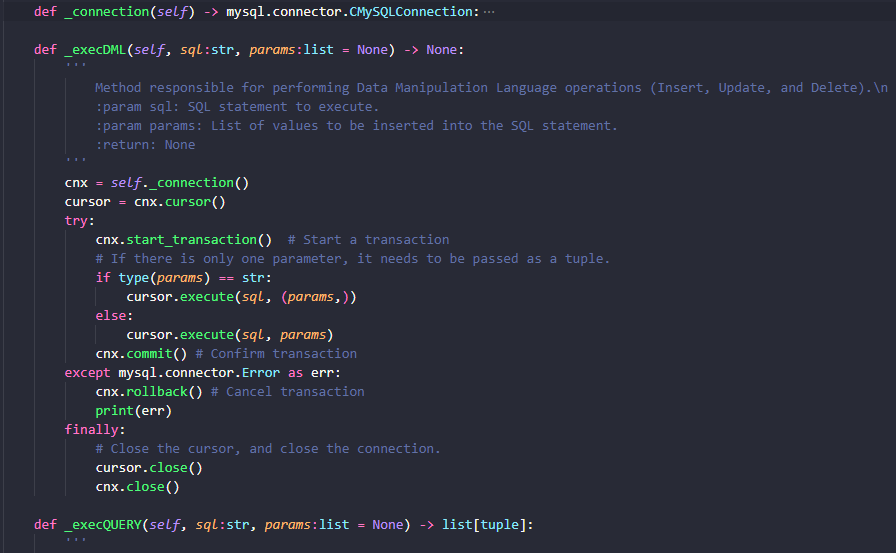 def _connection(self) -> mysql.connector.CMySQLConnection:···
def _execDML(self, sql:str, params:list = None) -> None:
'''
Method responsible for performing Data Manipulation Language operations (Insert, Update, and Delete).\n
:param sql: SQL statement to execute.
:param params: List of values to be inserted into the SQL statement.
:return: None
'''
cnx = self._connection()
cursor = cnx.cursor()
try:
cnx.start_transaction()  # Start a transaction
# If there is only one parameter, it needs to be passed as a tuple.
if type(params) == str:
cursor.execute(sql, (params,))
else:
cursor.execute(sql, params)
cnx.commit() # Confirm transaction
except mysql.connector.Error as err:
cnx.rollback() # Cancel transaction
print(err)
finally:
# Close the cursor, and close the connection.
cursor.close()
cnx.close()
def _execQUERY(self, sql:str, params:list = None) -> list[tuple]:
'''